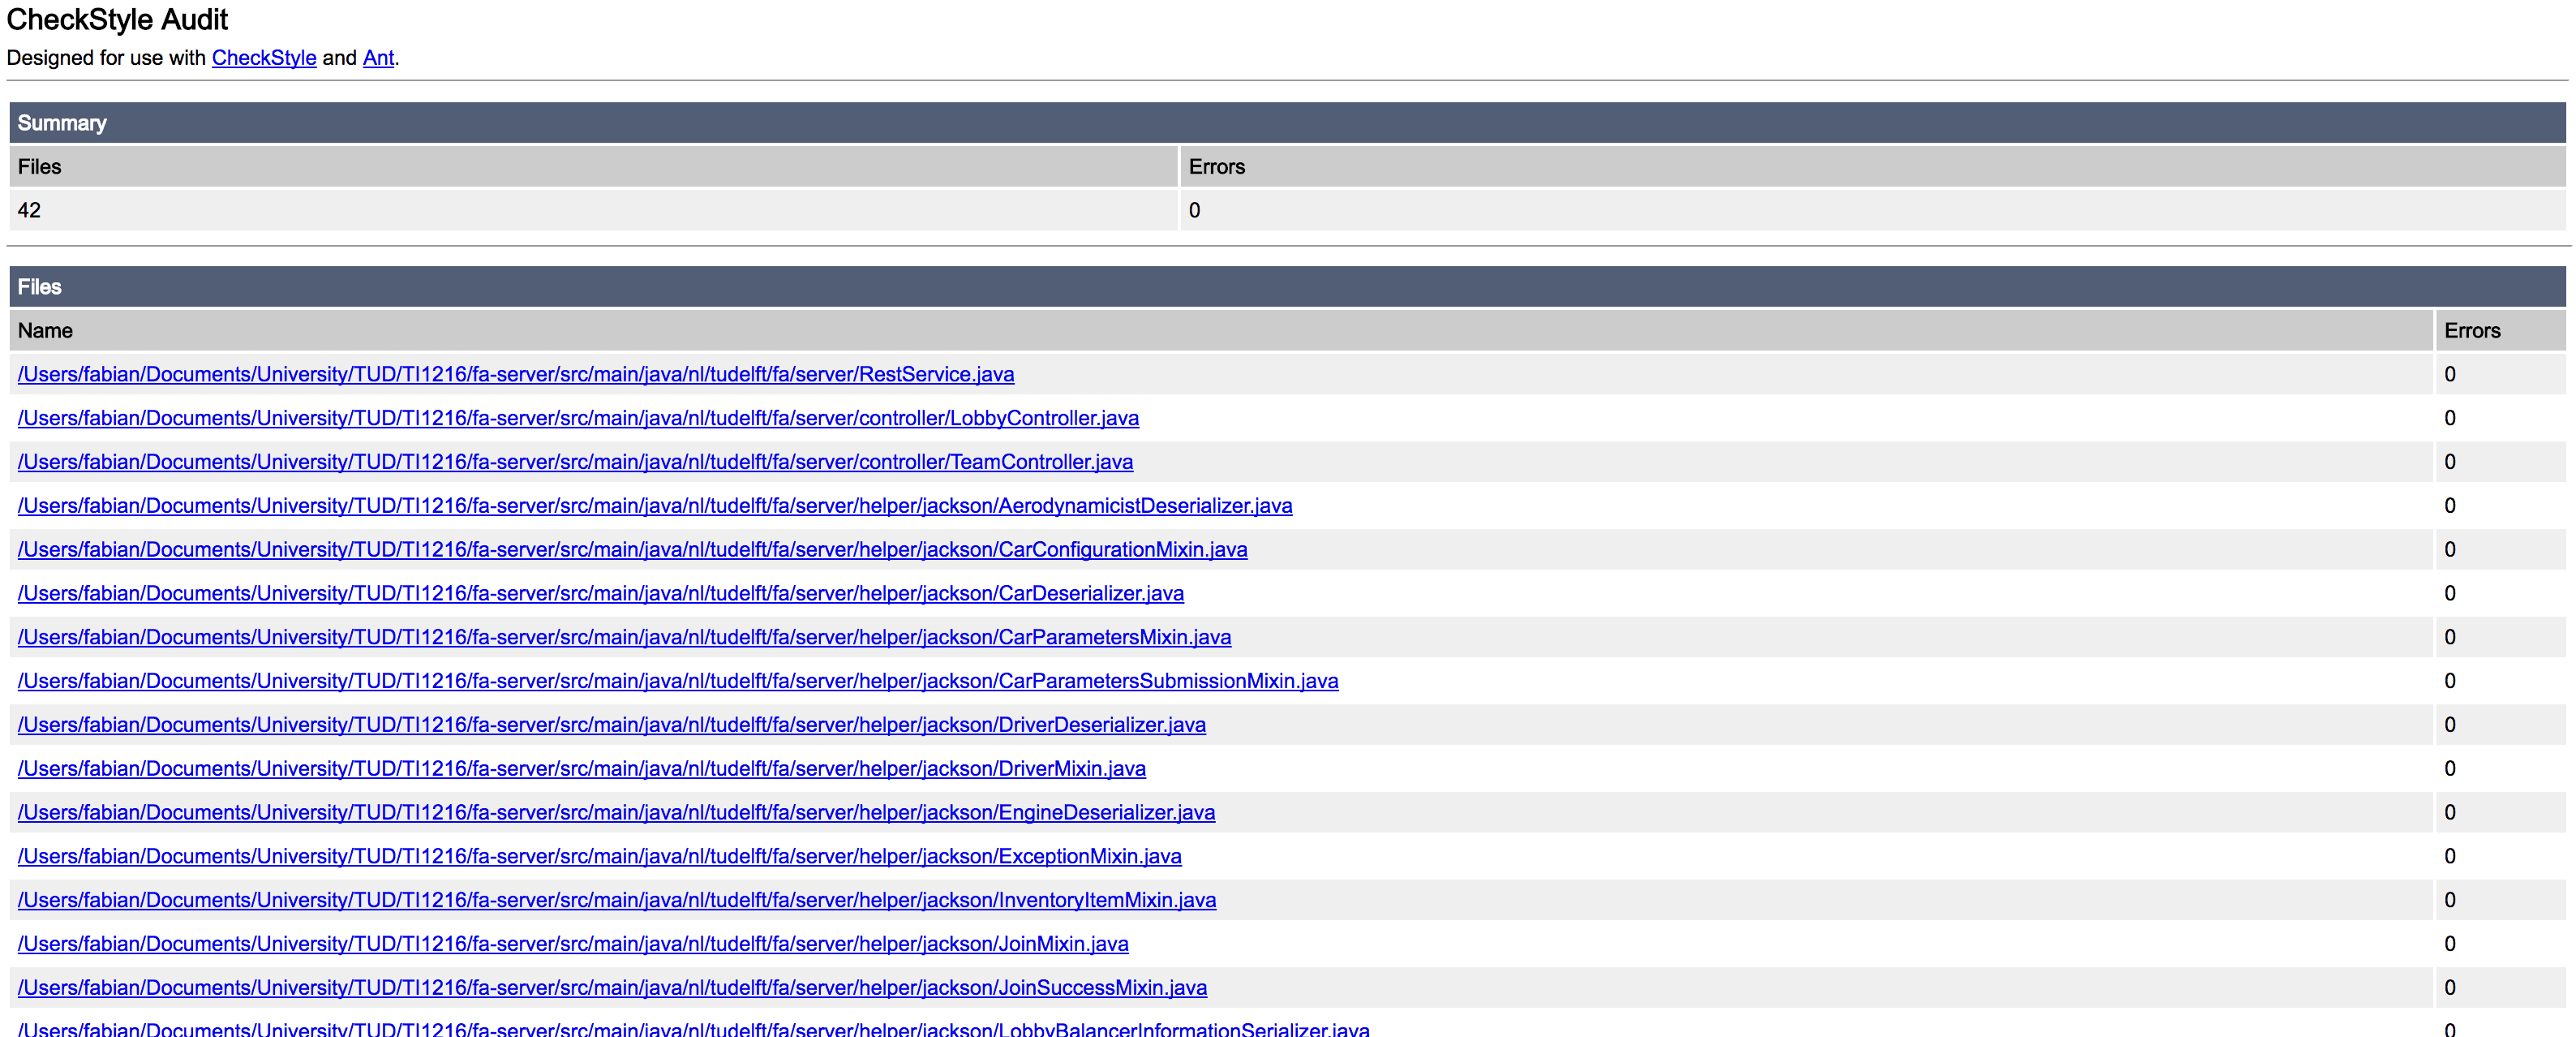 CheckStyle Audit
Designed for use with CheckStyle and Ant.
Summary
Files Errors
42 0
Files
Name Errors
/Users/fabian/Documents/University/TUD/TI1216/fa-server/src/main/java/nl/tudelft/fa/server/RestService.java 0
/Users/fabian/Documents/University/TUD/TI1216/fa-server/src/main/java/nl/tudelft/fa/server/controller/LobbyController.java 0
/Users/fabian/Documents/University/TUD/TI1216/fa-server/src/main/java/nl/tudelft/fa/server/controller/TeamController.java 0
/Users/fabian/Documents/University/TUD/TI1216/fa-server/src/main/java/nl/tudelft/fa/server/helper/jackson/AerodynamicistDeserializer.java 0
/Users/fabian/Documents/University/TUD/TI1216/fa-server/src/main/java/nl/tudelft/fa/server/helper/jackson/CarConfigurationMixin.java 0
/Users/fabian/Documents/University/TUD/TI1216/fa-server/src/main/java/nl/tudelft/fa/server/helper/jackson/CarDeserializer.java 0
/Users/fabian/Documents/University/TUD/TI1216/fa-server/src/main/java/nl/tudelft/fa/server/helper/jackson/CarParametersMixin.java 0
/Users/fabian/Documents/University/TUD/TI1216/fa-server/src/main/java/nl/tudelft/fa/server/helper/jackson/CarParametersSubmissionMixin.java 0
/Users/fabian/Documents/University/TUD/TI1216/fa-server/src/main/java/nl/tudelft/fa/server/helper/jackson/DriverDeserializer.java 0
/Users/fabian/Documents/University/TUD/TI1216/fa-server/src/main/java/nl/tudelft/fa/server/helper/jackson/DriverMixin.java 0
/Users/fabian/Documents/University/TUD/TI1216/fa-server/src/main/java/nl/tudelft/fa/server/helper/jackson/EngineDeserializer.java 0
/Users/fabian/Documents/University/TUD/TI1216/fa-server/src/main/java/nl/tudelft/fa/server/helper/jackson/ExceptionMixin.java 0
/Users/fabian/Documents/University/TUD/TI1216/fa-server/src/main/java/nl/tudelft/fa/server/helper/jackson/InventoryItemMixin.java 0
/Users/fabian/Documents/University/TUD/TI1216/fa-server/src/main/java/nl/tudelft/fa/server/helper/jackson/JoinMixin.java 0
/Users/fabian/Documents/University/TUD/TI1216/fa-server/src/main/java/nl/tudelft/fa/server/helper/jackson/JoinSuccessMixin.java 0
/Users/fabian/Documents/University/TUD/TI1216/fa-server/src/main/java/nl/tudelft/fa/server/helper/jackson/LobbyBalancerInformationSerializer.java 0